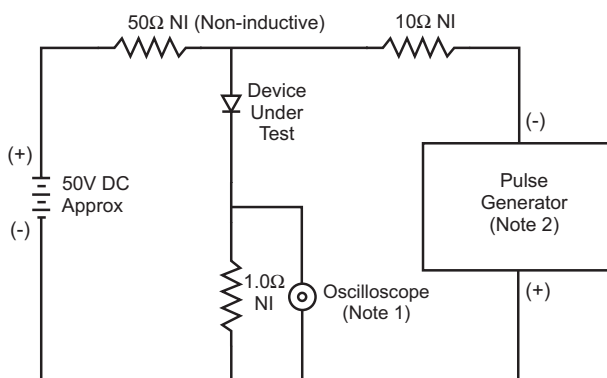 50Ω NI (Non-inductive)
10Ω NI
Device
Under
Test
(+)
50V DC
Approx
(-)
(-)
Pulse
Generator
(Note 2)
(+)
1.0Ω
NI
Oscilloscope
(Note 1)